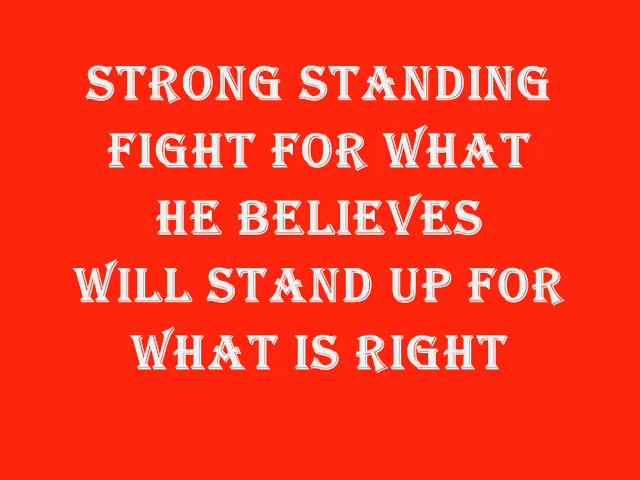 STRONG STANDING
FIGHT FOR WHAT
HE BELIEVES
WILL STAND UP FOR
WHAT IS RIGHT